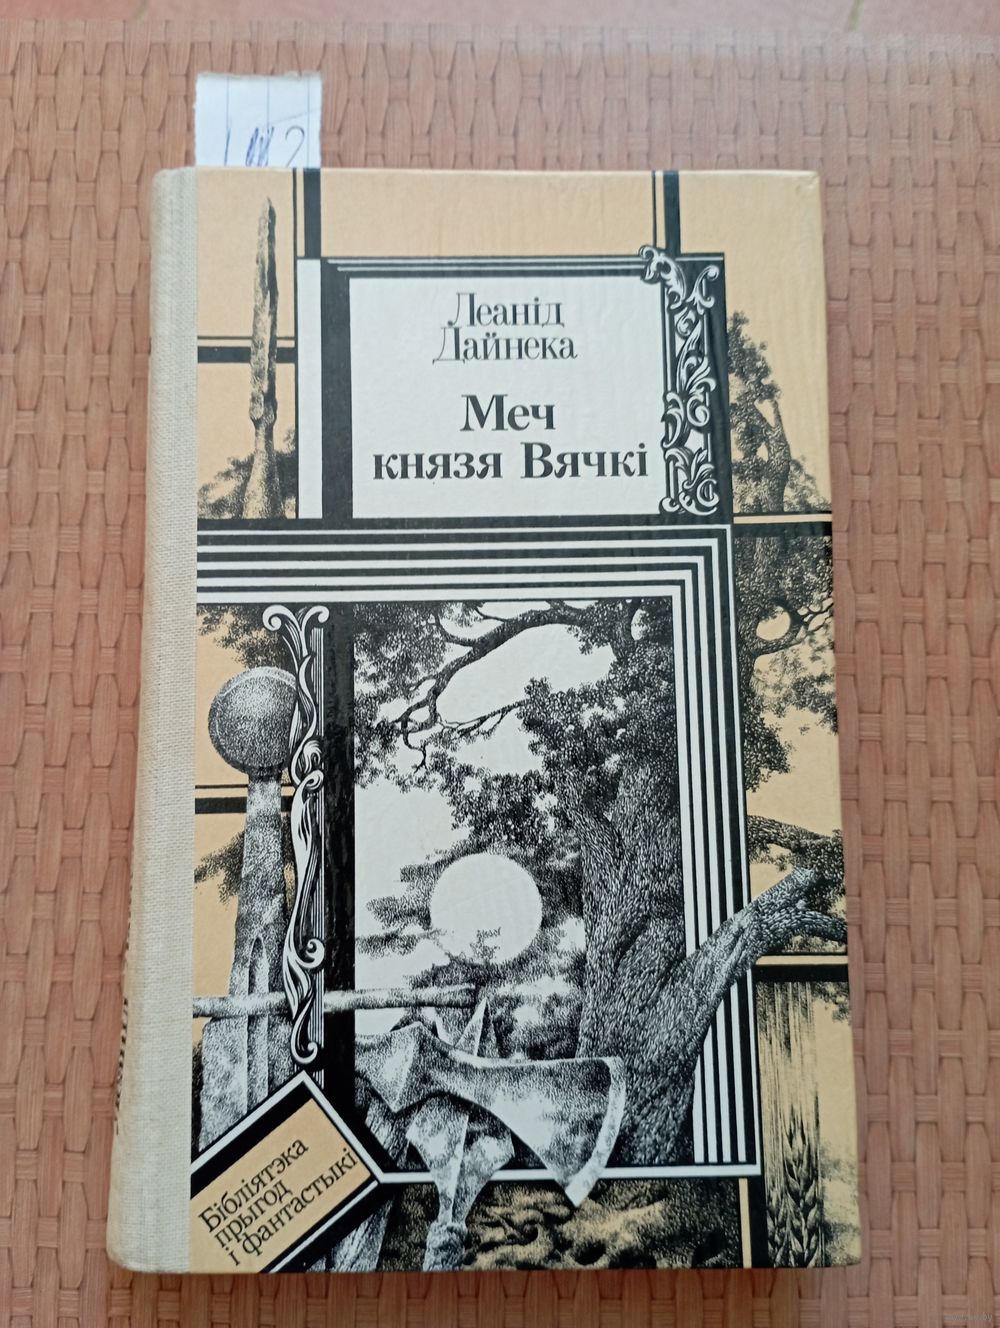 Леанід
Дайнека
Меч
князя Вячкі
Бібліятэка
прыгод
і фантастыкі